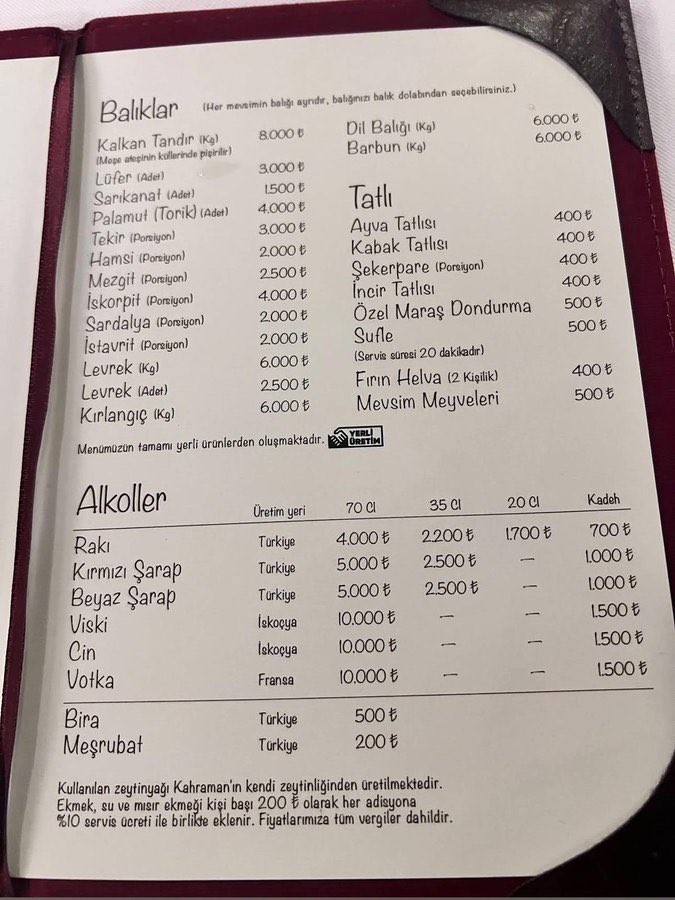 Balıklar (Her mevsimin balığı ayrıdır, balığınızı balık dolabından seçebilirsiniz.)
Kalkan Tandır (Kg) 8.000 ₺
(Meşe ateşinin küllerinde pişirilir)
Lüfer (Adet) 3.000 ₺
Sarıkanat (Adet) 1.500 ₺
Palamut (Torik) (Adet) 4.000 ₺
Tekir (Porsiyon) 3.000 ₺
Hamsi (Porsiyon) 2.000 ₺
Mezgit (Porsiyon) 2.500 ₺
İskorpit (Porsiyon) 4.000 ₺
Sardalya (Porsiyon) 2.000 ₺
İstavrit (Porsiyon) 2.000 ₺
Levrek (Kg) 6.000 ₺
Levrek (Adet) 2.500 ₺
Kırlangıç (Kg) 6.000 ₺
Dil Balığı (Kg) 6.000 ₺
Barbun (Kg) 6.000 ₺
Tatlı
Ayva Tatlısı 400 ₺
Kabak Tatlısı 400 ₺
Şekerpare (Porsiyon) 400 ₺
İncir Tatlısı 400 ₺
Özel Maraş Dondurma 500 ₺
Sufle 500 ₺
(Servis süresi 20 dakikadır)
Fırın Helva (2 Kişilik) 400 ₺
Mevsim Meyveleri 500 ₺
Menümüzün tamamı yerli ürünlerden oluşmaktadır. YERLİ ÜRETİM
Alkoller Üretim yeri 70 Cl 35 Cl 20 Cl Kadeh
Rakı Türkiye 4.000 ₺ 2.200 ₺ 1.700 ₺ 700 ₺
Kırmızı Şarap Türkiye 5.000 ₺ 2.500 ₺ — 1.000 ₺
Beyaz Şarap Türkiye 5.000 ₺ 2.500 ₺ — 1.000 ₺
Viski İskoçya 10.000 ₺ — — 1.500 ₺
Cin İskoçya 10.000 ₺ — — 1.500 ₺
Votka Fransa 10.000 ₺ — — 1.500 ₺
Bira Türkiye 500 ₺
Meşrubat Türkiye 200 ₺
Kullanılan zeytinyağı Kahraman'ın kendi zeytinliğinden üretilmektedir.
Ekmek, su ve mısır ekmeği kişi başı 200 ₺ olarak her adisyona
%10 servis ücreti ile birlikte eklenir. Fiyatlarımıza tüm vergiler dahildir.